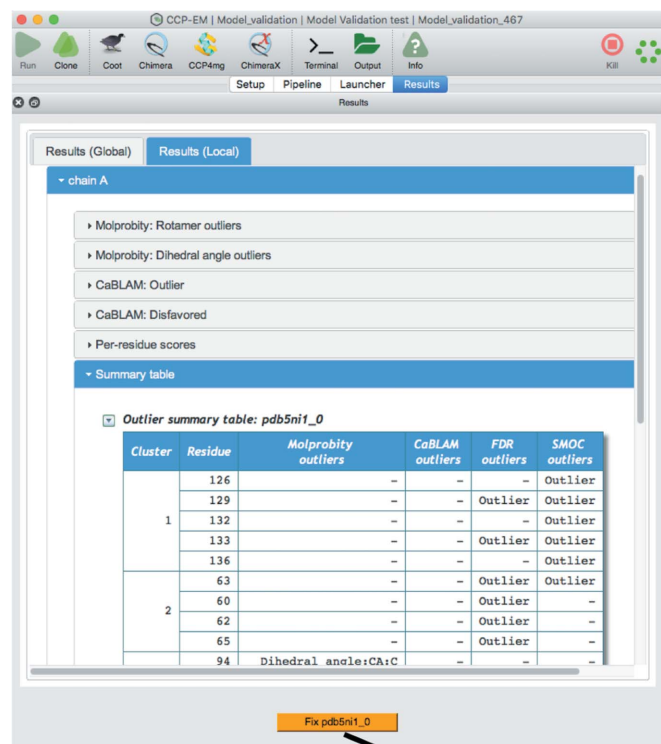 CCP-EM | Model_validation | Model Validation test | Model_validation_467
Run Clone Coot Chimera CCP4mg ChimeraX Terminal Output Info Kill
Setup Pipeline Launcher Results
Results
Results (Global) Results (Local)
chain A
Molprobity: Rotamer outliers
Molprobity: Dihedral angle outliers
CaBLAM: Outlier
CaBLAM: Disfavored
Per-residue scores
Summary table
Outlier summary table: pdb5ni1_0
Cluster Residue Molprobity outliers CaBLAM outliers FDR outliers SMOC outliers
126 - - - Outlier
129 - - Outlier Outlier
1 132 - - - Outlier
133 - - Outlier Outlier
136 - - - Outlier
63 - - Outlier Outlier
2 60 - - Outlier -
62 - - Outlier -
65 - - Outlier -
94 Dihedral angle:CA:C - - -
Fix pdb5ni1_0